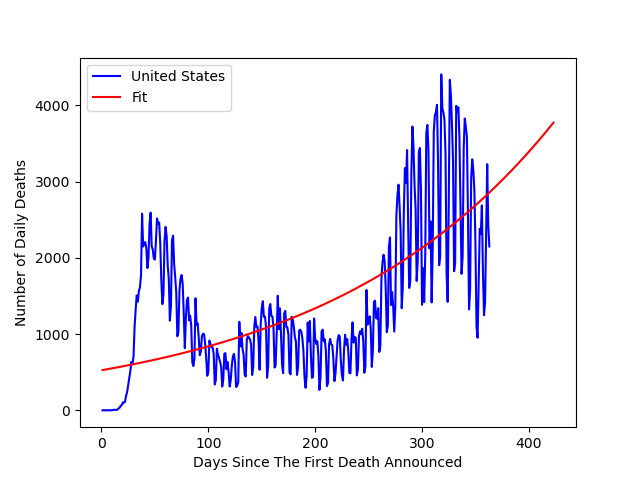 United States
Fit
Number of Daily Deaths
4000
3000
2000
1000
0
0 100 200 300 400
Days Since The First Death Announced